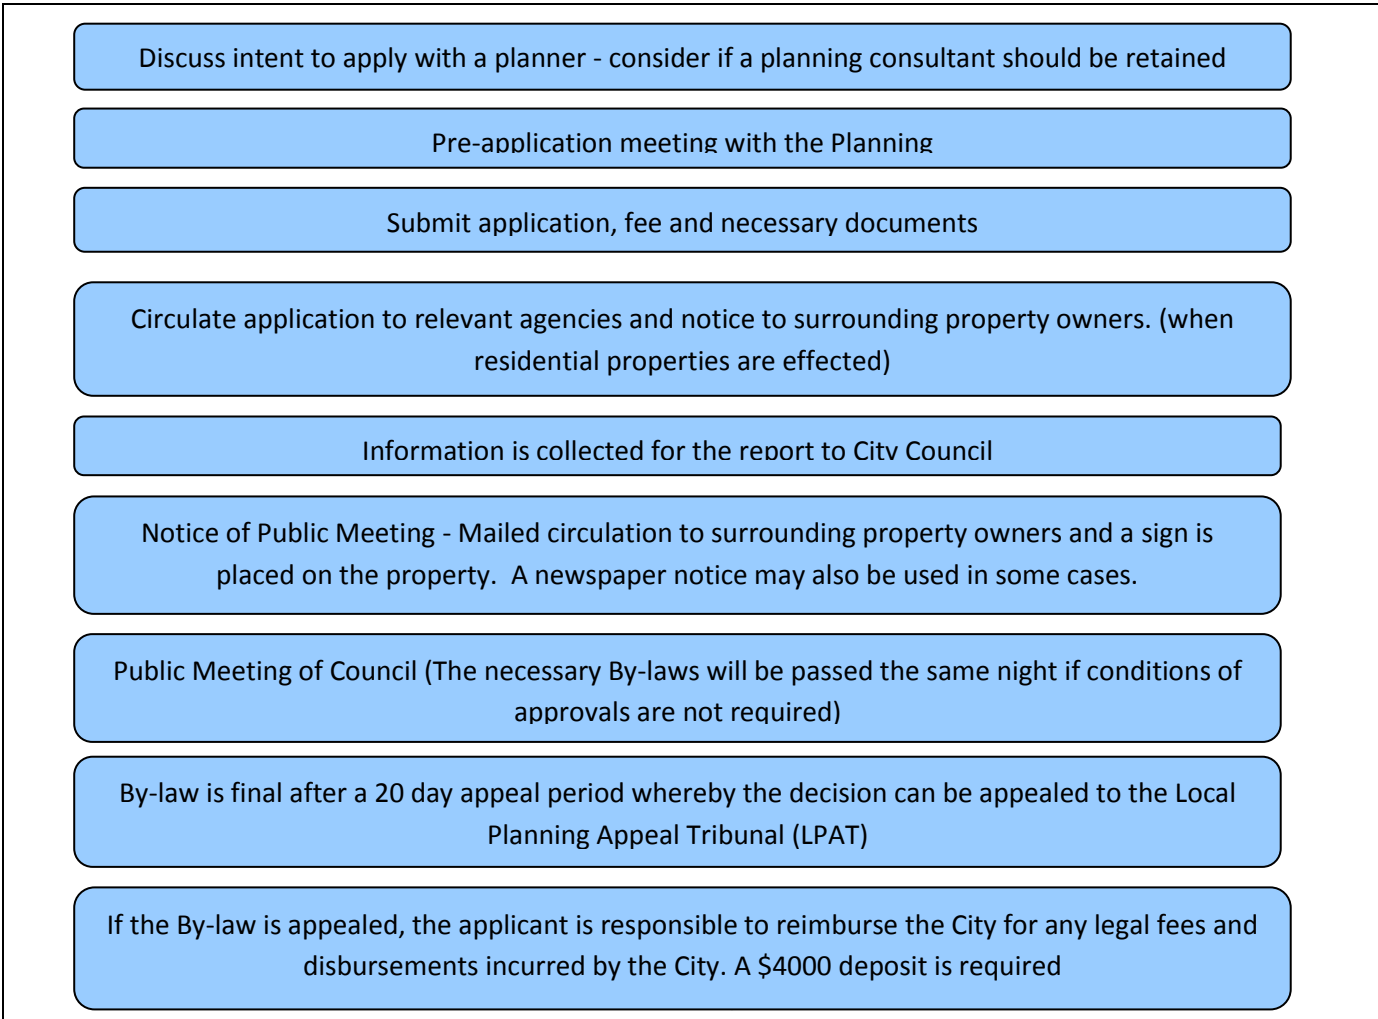 Discuss intent to apply with a planner - consider if a planning consultant should be retained
Pre-application meeting with the Planning
Submit application, fee and necessary documents
Circulate application to relevant agencies and notice to surrounding property owners. (when
residential properties are effected)
Information is collected for the report to City Council
Notice of Public Meeting - Mailed circulation to surrounding property owners and a sign is
placed on the property.  A newspaper notice may also be used in some cases.
Public Meeting of Council (The necessary By-laws will be passed the same night if conditions of
approvals are not required)
By-law is final after a 20 day appeal period whereby the decision can be appealed to the Local
Planning Appeal Tribunal (LPAT)
If the By-law is appealed, the applicant is responsible to reimburse the City for any legal fees and
disbursements incurred by the City. A $4000 deposit is required